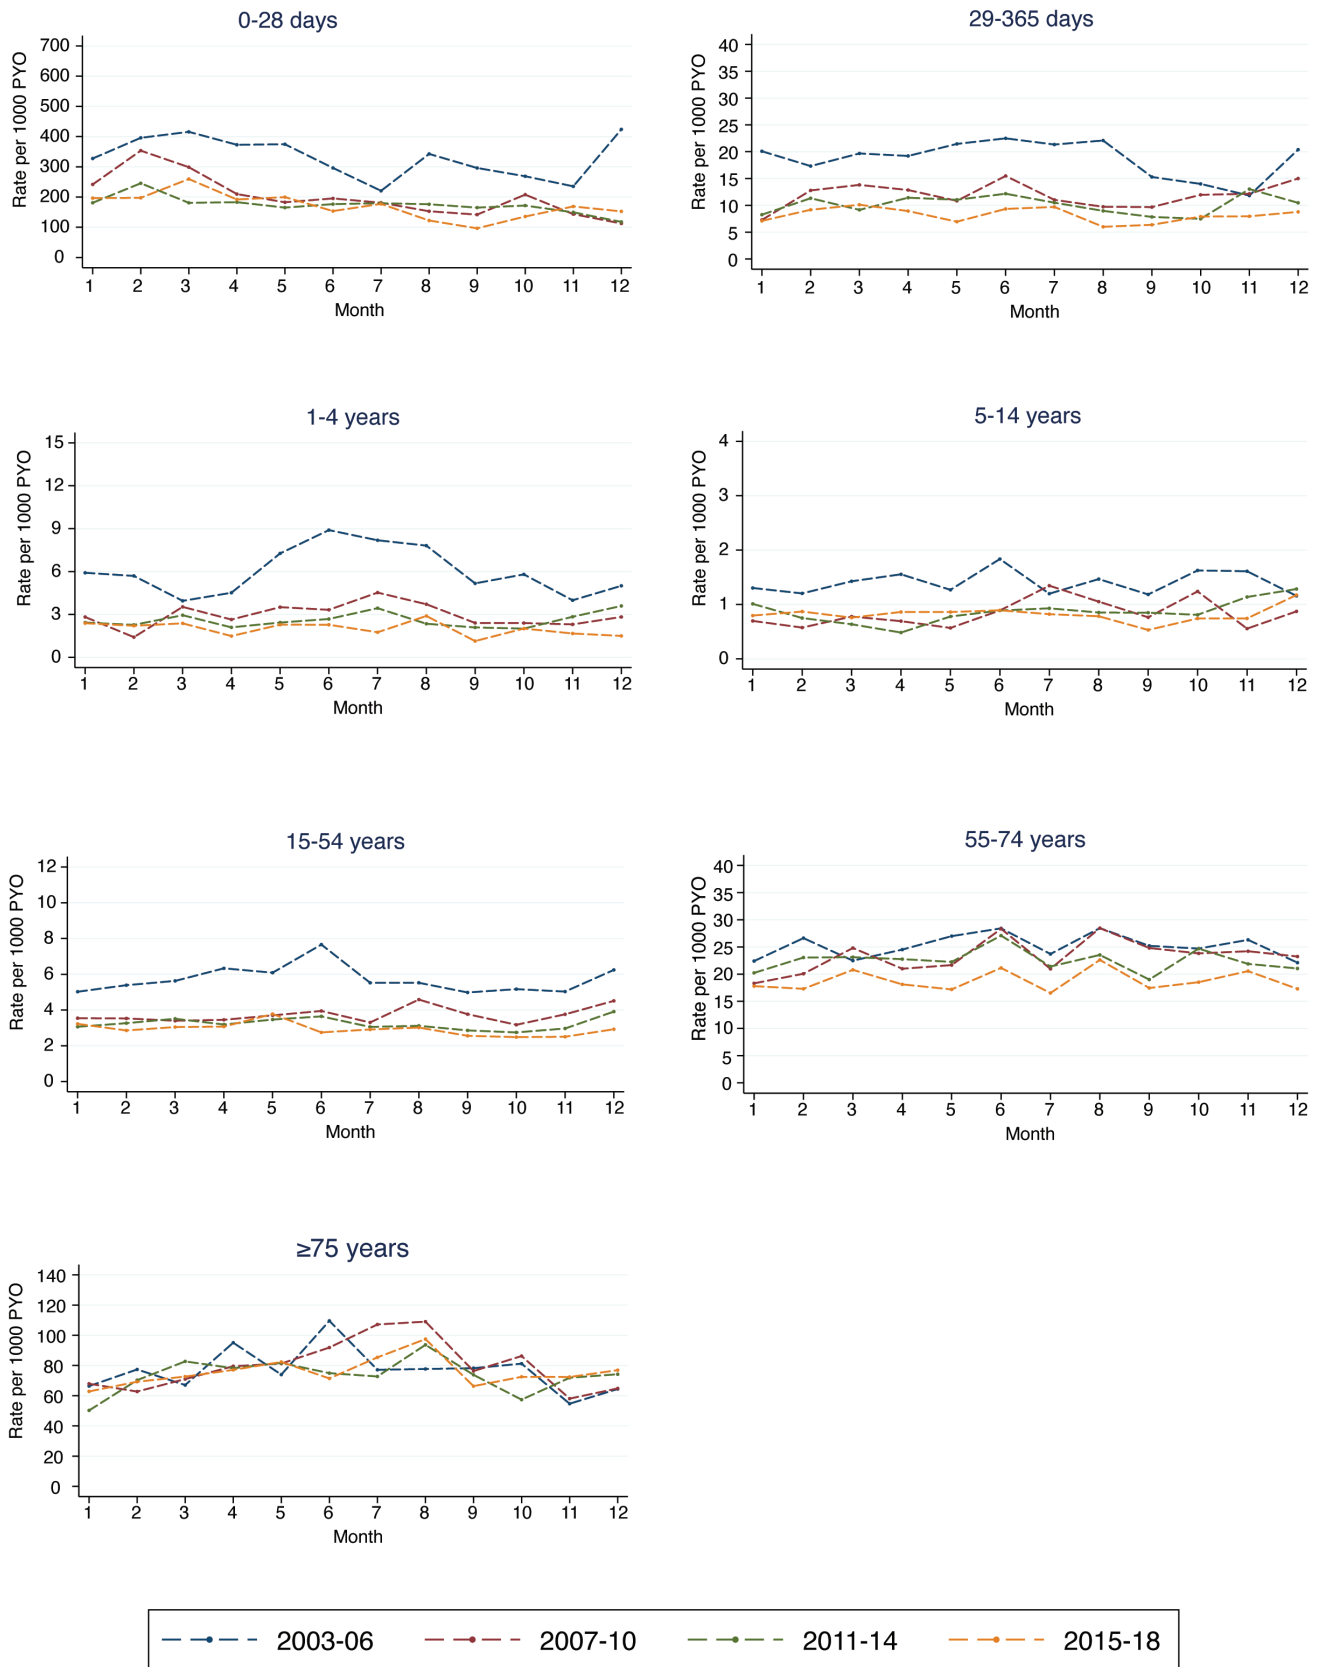 0-28 days
Rate per 1000 PYO
700
600
500
400
300
200
100
0
1 2 3 4 5 6 7 8 9 10 11 12
Month
29-365 days
Rate per 1000 PYO
40
35
30
25
20
15
10
5
0
1 2 3 4 5 6 7 8 9 10 11 12
Month
1-4 years
Rate per 1000 PYO
15
12
9
6
3
0
1 2 3 4 5 6 7 8 9 10 11 12
Month
5-14 years
Rate per 1000 PYO
4
3
2
1
0
1 2 3 4 5 6 7 8 9 10 11 12
Month
15-54 years
Rate per 1000 PYO
12
10
8
6
4
2
0
1 2 3 4 5 6 7 8 9 10 11 12
Month
55-74 years
Rate per 1000 PYO
40
35
30
25
20
15
10
5
0
1 2 3 4 5 6 7 8 9 10 11 12
Month
≥75 years
Rate per 1000 PYO
140
120
100
80
60
40
20
0
1 2 3 4 5 6 7 8 9 10 11 12
Month
2003-06 2007-10 2011-14 2015-18